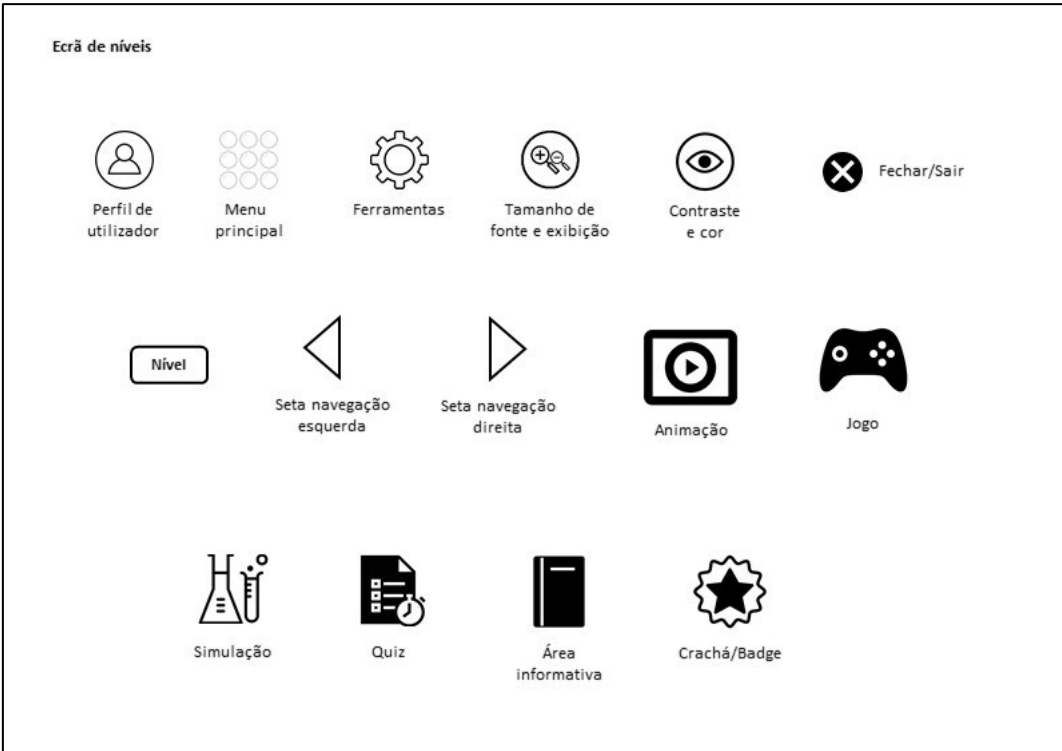 Ecrã de níveis
Perfil de
utilizador
Menu
principal
Ferramentas
Tamanho de
fonte e exibição
Contraste
e cor
Fechar/Sair
Nível
Seta navegação
esquerda
Seta navegação
direita
Animação
Jogo
Simulação
Quiz
Área
informativa
Crachá/Badge